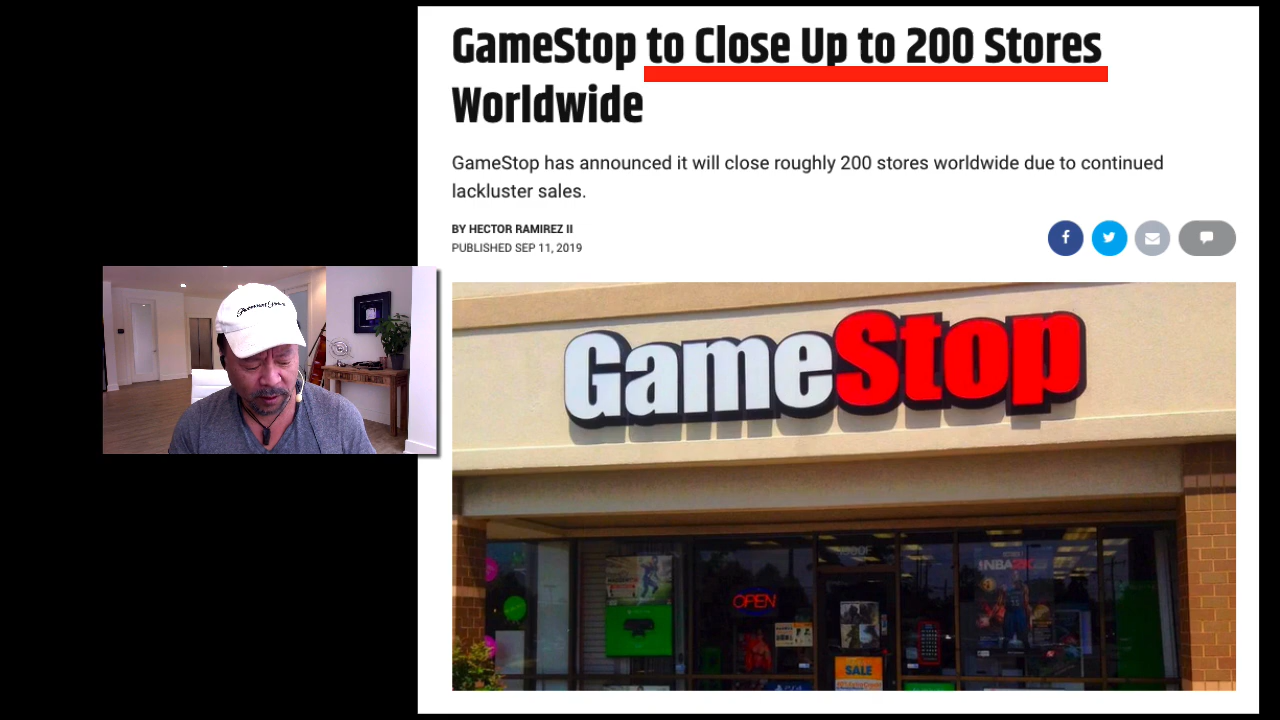 GameStop to Close Up to 200 Stores
Worldwide
GameStop has announced it will close roughly 200 stores worldwide due to continued
lackluster sales.
BY HECTOR RAMIREZ II
PUBLISHED SEP 11, 2019
GameStop
OPEN
NBA
SALE